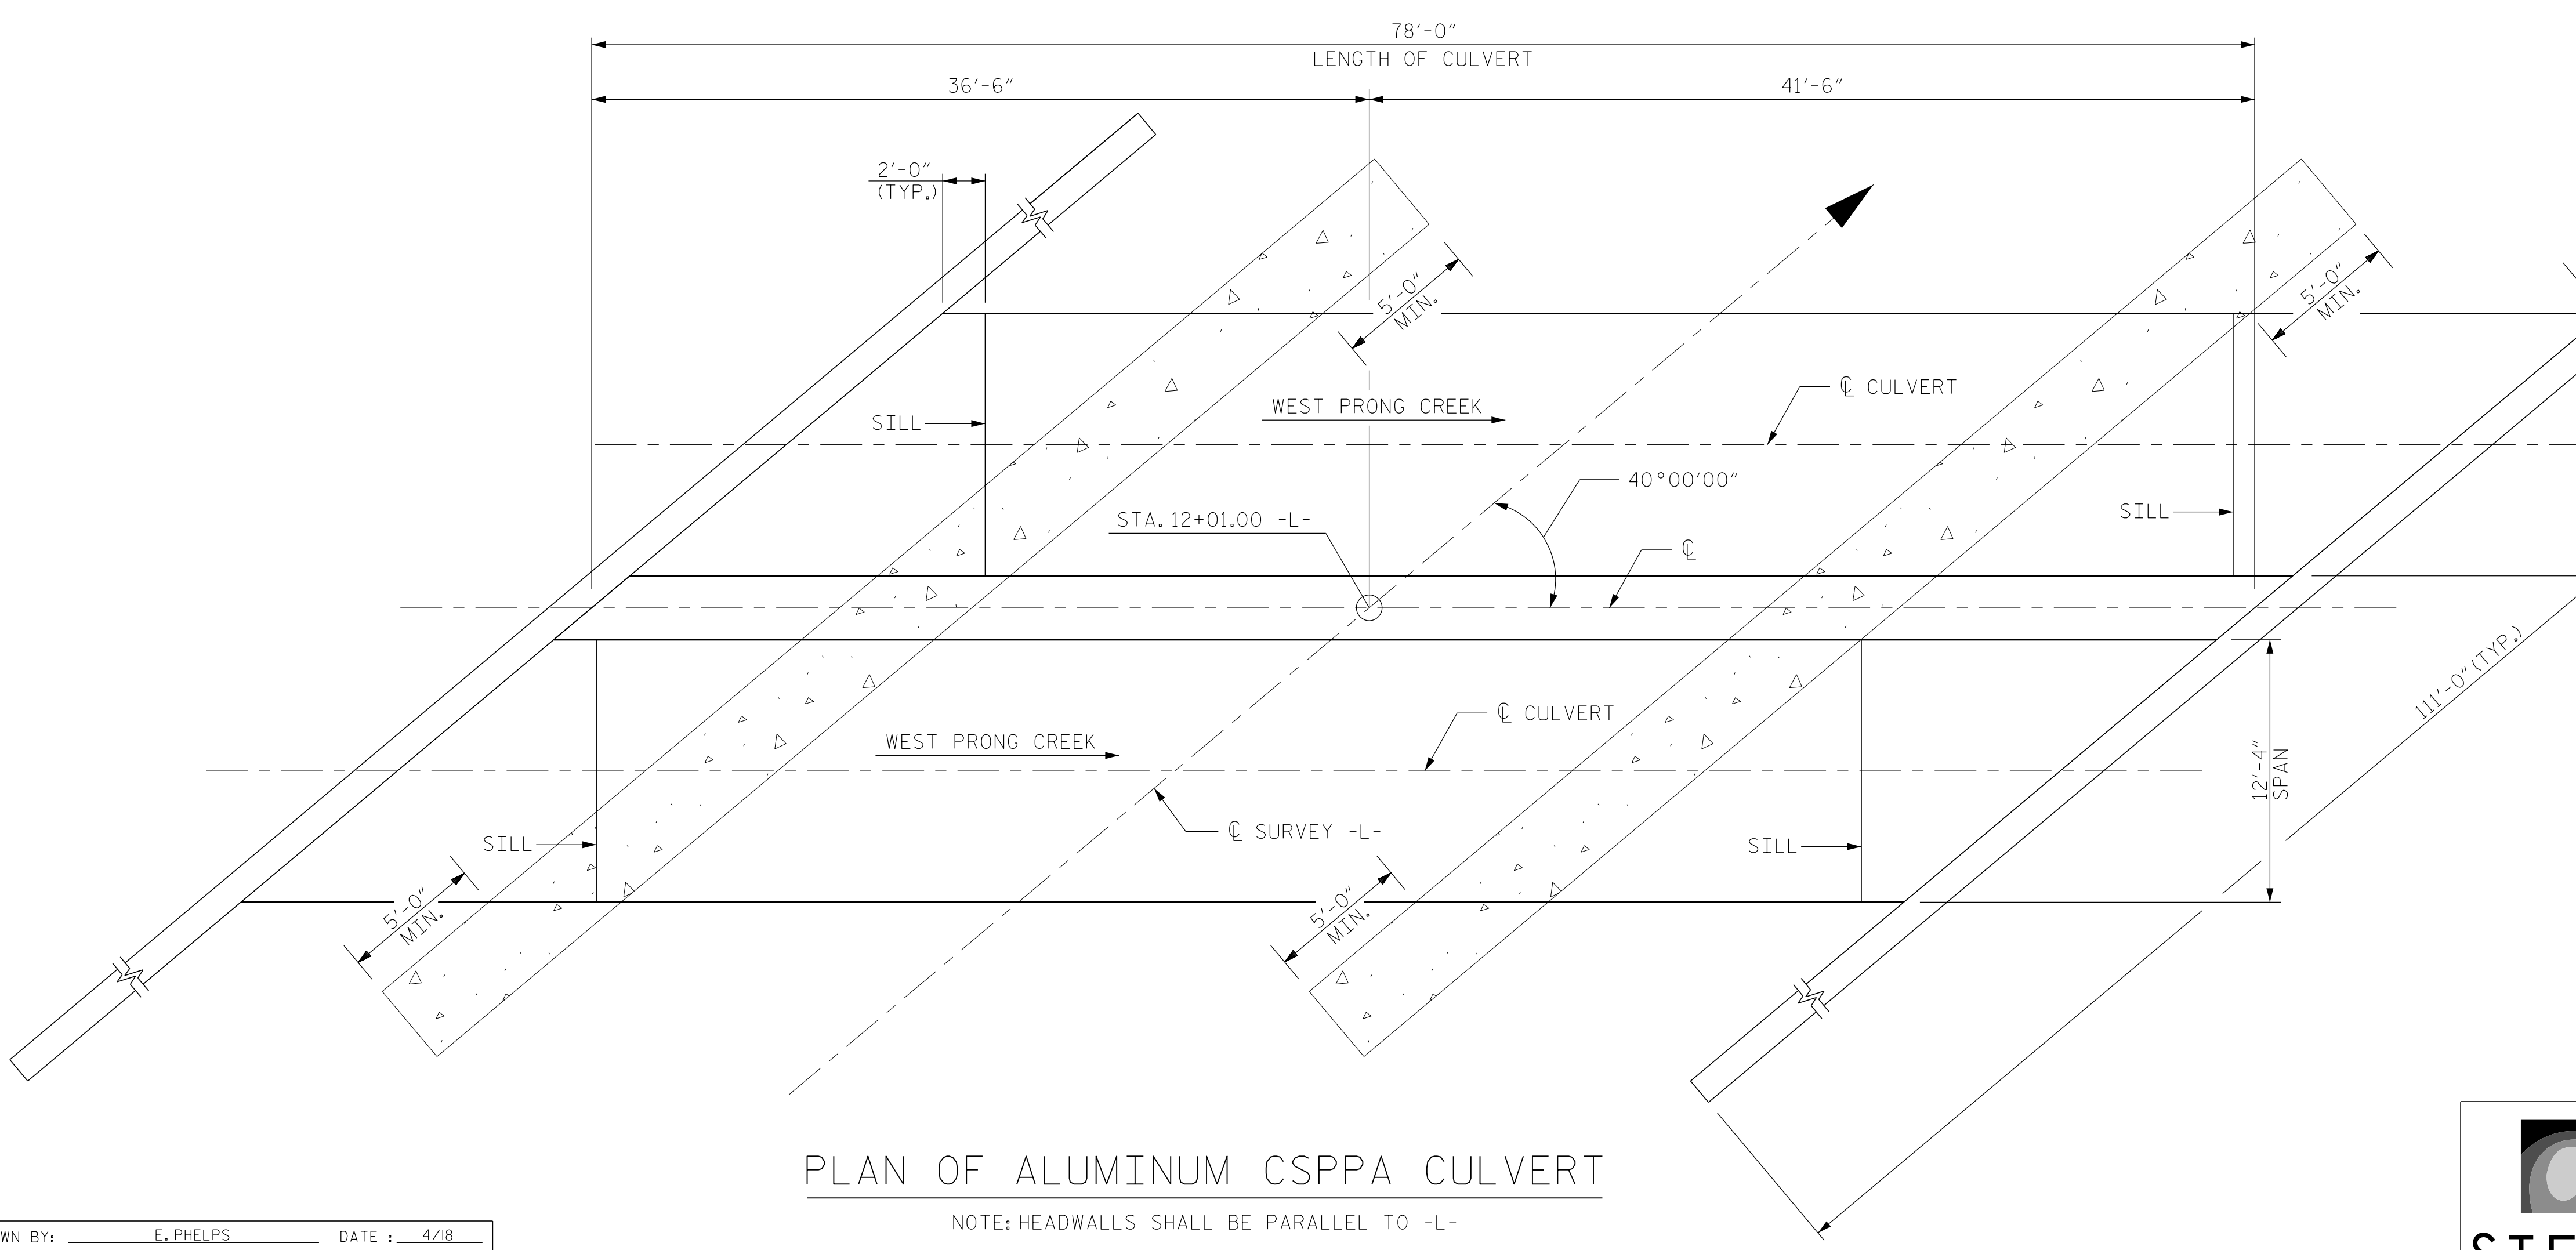 78'-0"
LENGTH OF CULVERT
36'-6"
41'-6"
2'-0"
(TYP.)
5'-0"
MIN.
5'-0"
MIN.
℄ CULVERT
WEST PRONG CREEK
SILL
40°00'00"
STA. 12+01.00 -L-
SILL
℄
111'-0" (TYP.)
℄ CULVERT
WEST PRONG CREEK
12'-4"
SPAN
℄ SURVEY -L-
SILL
SILL
5'-0"
MIN.
5'-0"
MIN.
PLAN OF ALUMINUM CSPPA CULVERT
NOTE: HEADWALLS SHALL BE PARALLEL TO -L-
WN BY: E. PHELPS DATE : 4/18